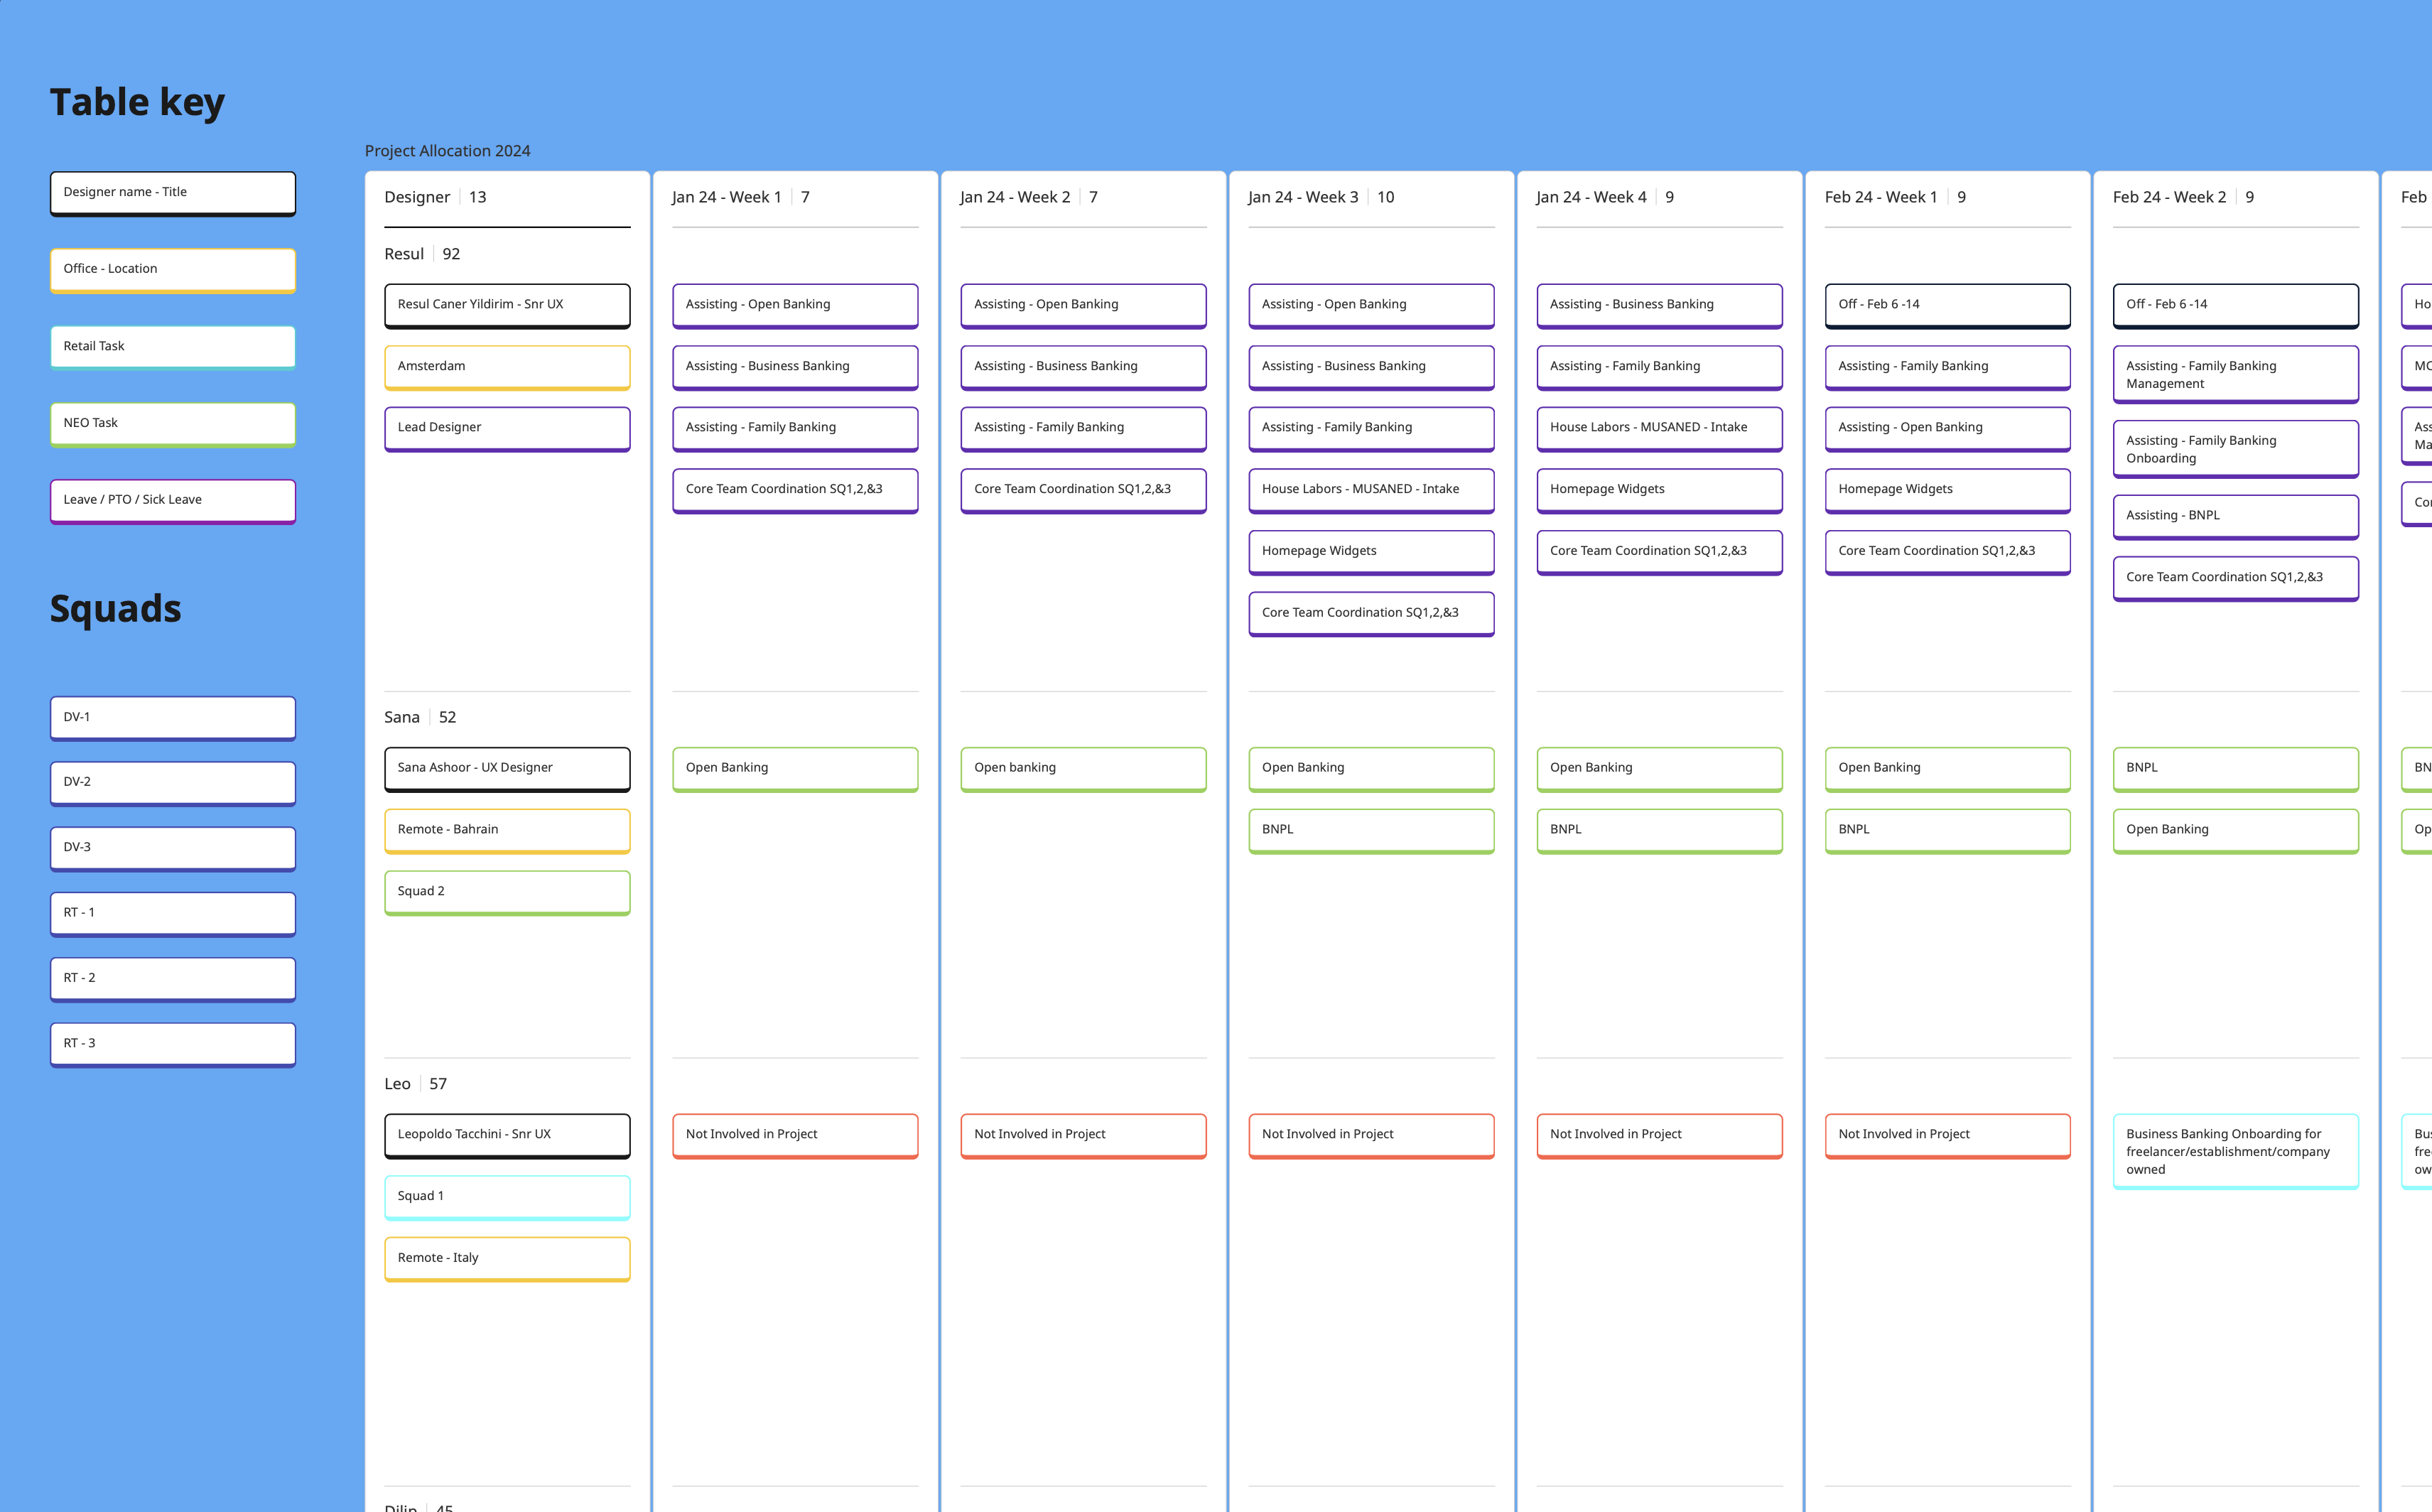 Table key
Designer name - Title
Office - Location
Retail Task
NEO Task
Leave / PTO / Sick Leave
Squads
DV-1
DV-2
DV-3
RT - 1
RT - 2
RT - 3
Project Allocation 2024
Designer 13
Jan 24 - Week 1 7
Jan 24 - Week 2 7
Jan 24 - Week 3 10
Jan 24 - Week 4 9
Feb 24 - Week 1 9
Feb 24 - Week 2 9
Feb
Resul 92
Resul Caner Yildirim - Snr UX
Amsterdam
Lead Designer
Assisting - Open Banking
Assisting - Business Banking
Assisting - Family Banking
Core Team Coordination SQ1,2,&3
Assisting - Open Banking
Assisting - Business Banking
Assisting - Family Banking
Core Team Coordination SQ1,2,&3
Assisting - Open Banking
Assisting - Business Banking
Assisting - Family Banking
House Labors - MUSANED - Intake
Homepage Widgets
Core Team Coordination SQ1,2,&3
Assisting - Business Banking
Assisting - Family Banking
House Labors - MUSANED - Intake
Homepage Widgets
Core Team Coordination SQ1,2,&3
Off - Feb 6 -14
Assisting - Family Banking
Assisting - Open Banking
Homepage Widgets
Core Team Coordination SQ1,2,&3
Off - Feb 6 -14
Assisting - Family Banking
Management
Assisting - Family Banking
Onboarding
Assisting - BNPL
Core Team Coordination SQ1,2,&3
Sana 52
Sana Ashoor - UX Designer
Remote - Bahrain
Squad 2
Open Banking
Open banking
Open Banking
BNPL
Open Banking
BNPL
Open Banking
BNPL
BNPL
Open Banking
Leo 57
Leopoldo Tacchini - Snr UX
Squad 1
Remote - Italy
Not Involved in Project
Not Involved in Project
Not Involved in Project
Not Involved in Project
Not Involved in Project
Business Banking Onboarding for
freelancer/establishment/company
owned